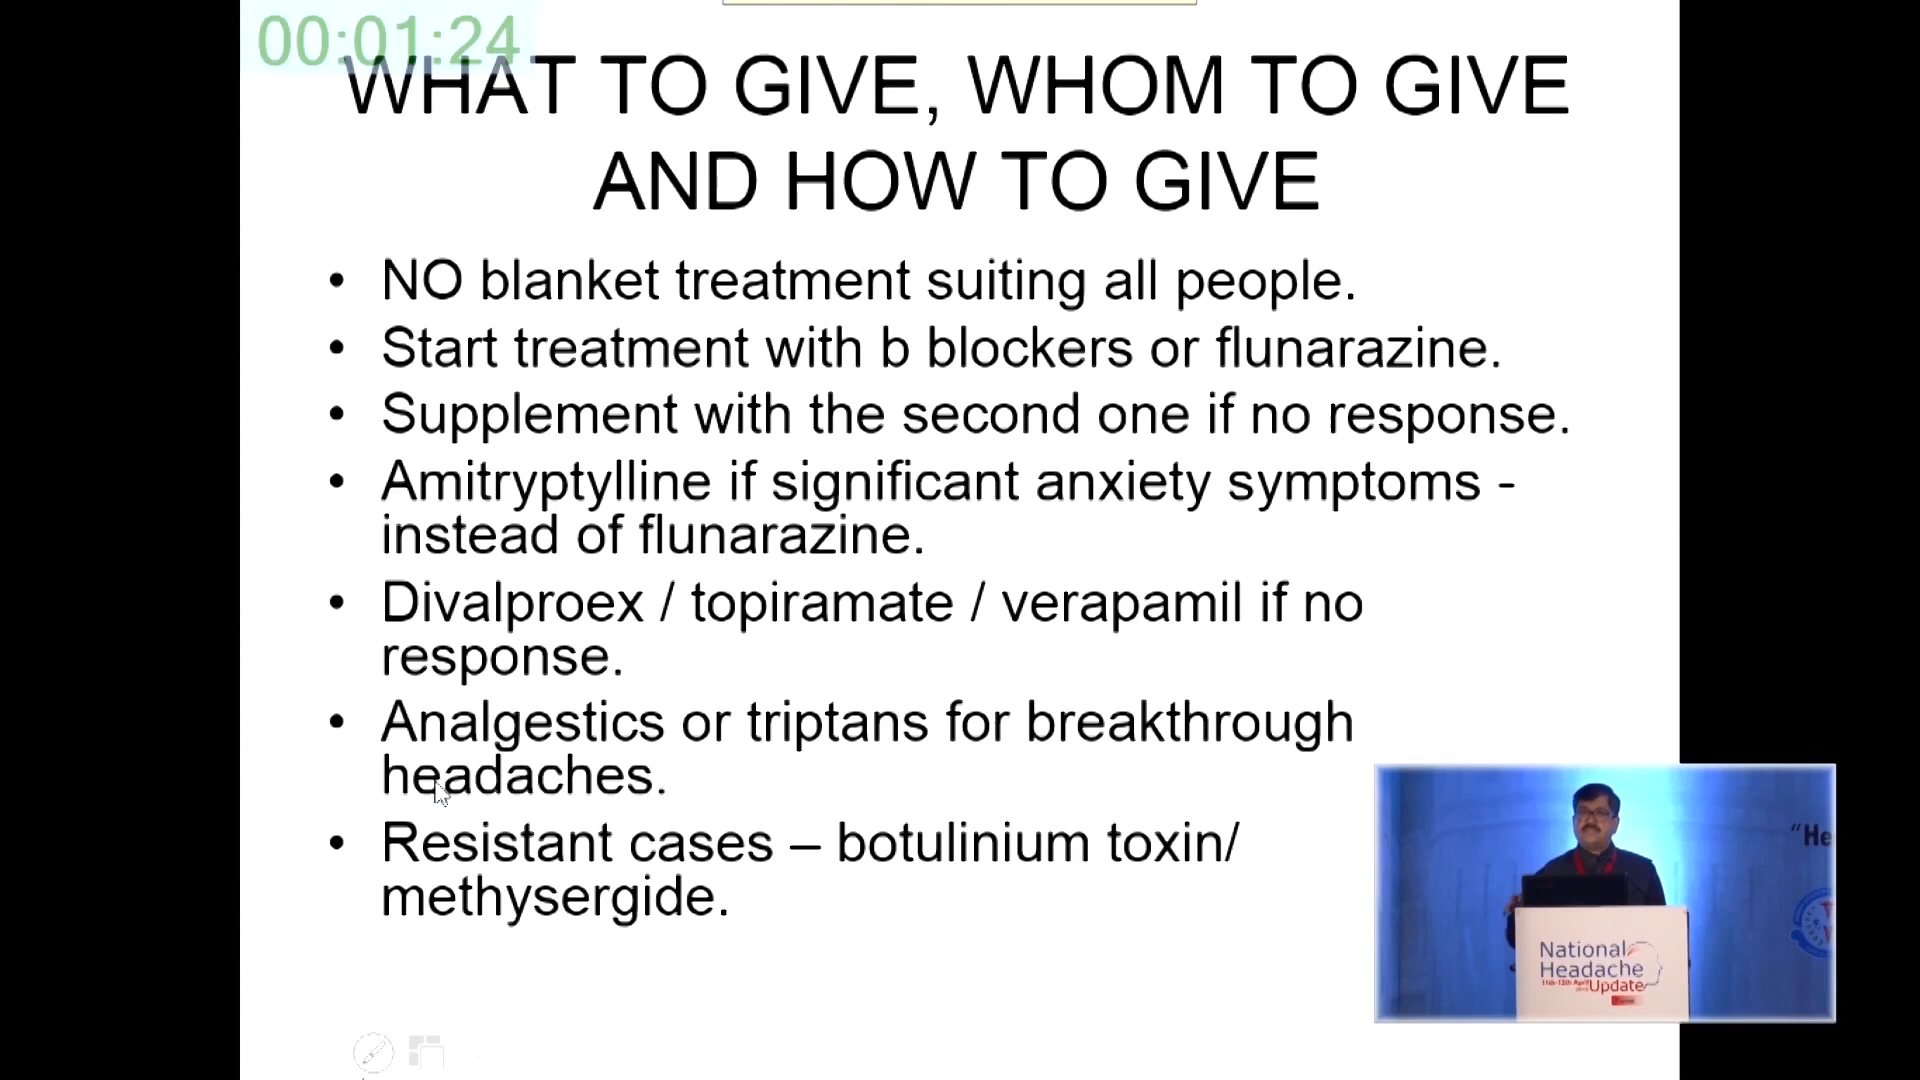 00:01:24
WHAT TO GIVE, WHOM TO GIVE
AND HOW TO GIVE
• NO blanket treatment suiting all people.
• Start treatment with b blockers or flunarazine.
• Supplement with the second one if no response.
• Amitryptylline if significant anxiety symptoms -
instead of flunarazine.
• Divalproex / topiramate / verapamil if no
response.
• Analgestics or triptans for breakthrough
headaches.
• Resistant cases – botulinium toxin/
methysergide.
"He
National
Headache
11th-12th April
Update